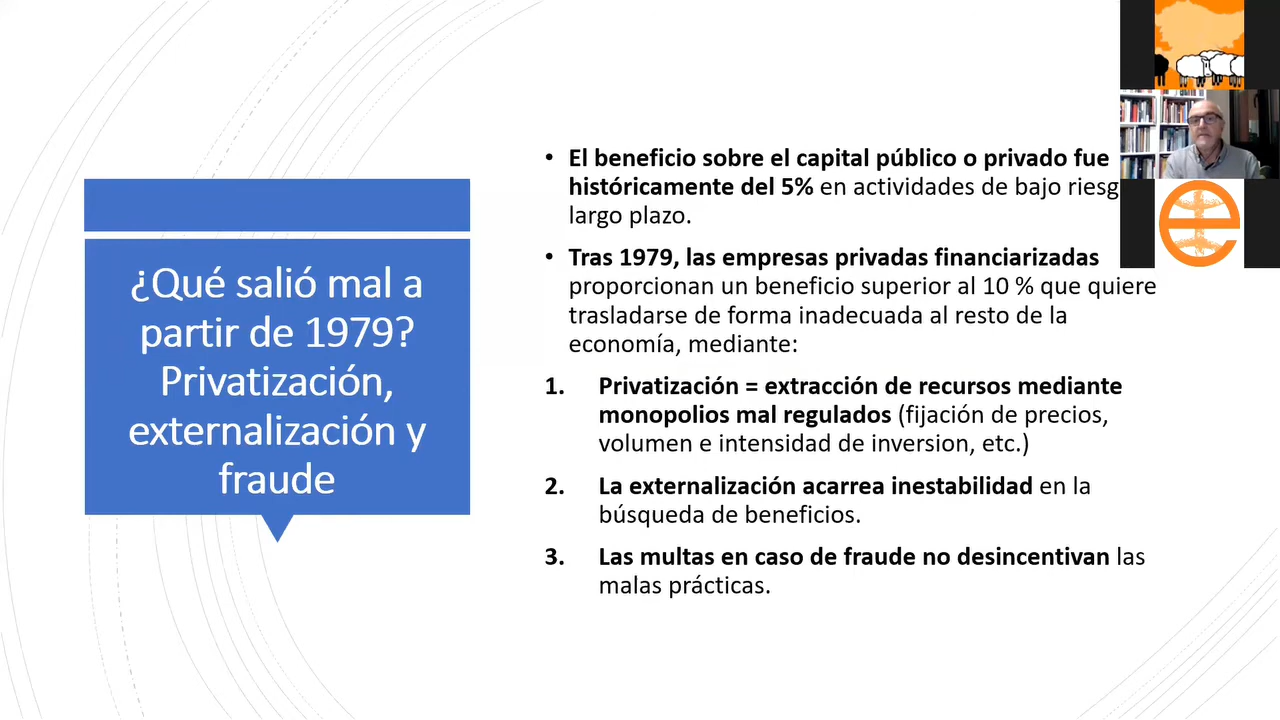 ¿Qué salió mal a
partir de 1979?
Privatización,
externalización y
fraude
• El beneficio sobre el capital público o privado fue
históricamente del 5% en actividades de bajo riesg
largo plazo.
• Tras 1979, las empresas privadas financiarizadas
proporcionan un beneficio superior al 10 % que quiere
trasladarse de forma inadecuada al resto de la
economía, mediante:
1. Privatización = extracción de recursos mediante
monopolios mal regulados (fijación de precios,
volumen e intensidad de inversion, etc.)
2. La externalización acarrea inestabilidad en la
búsqueda de beneficios.
3. Las multas en caso de fraude no desincentivan las
malas prácticas.